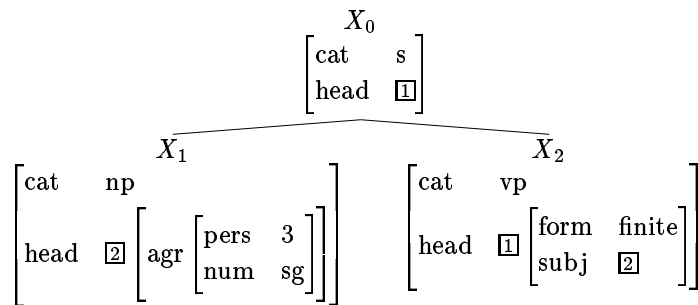 X₀
cat s
head 1
X₁ X₂
cat np cat vp
head 2 agr pers 3 num sg head 1 form finite subj 2